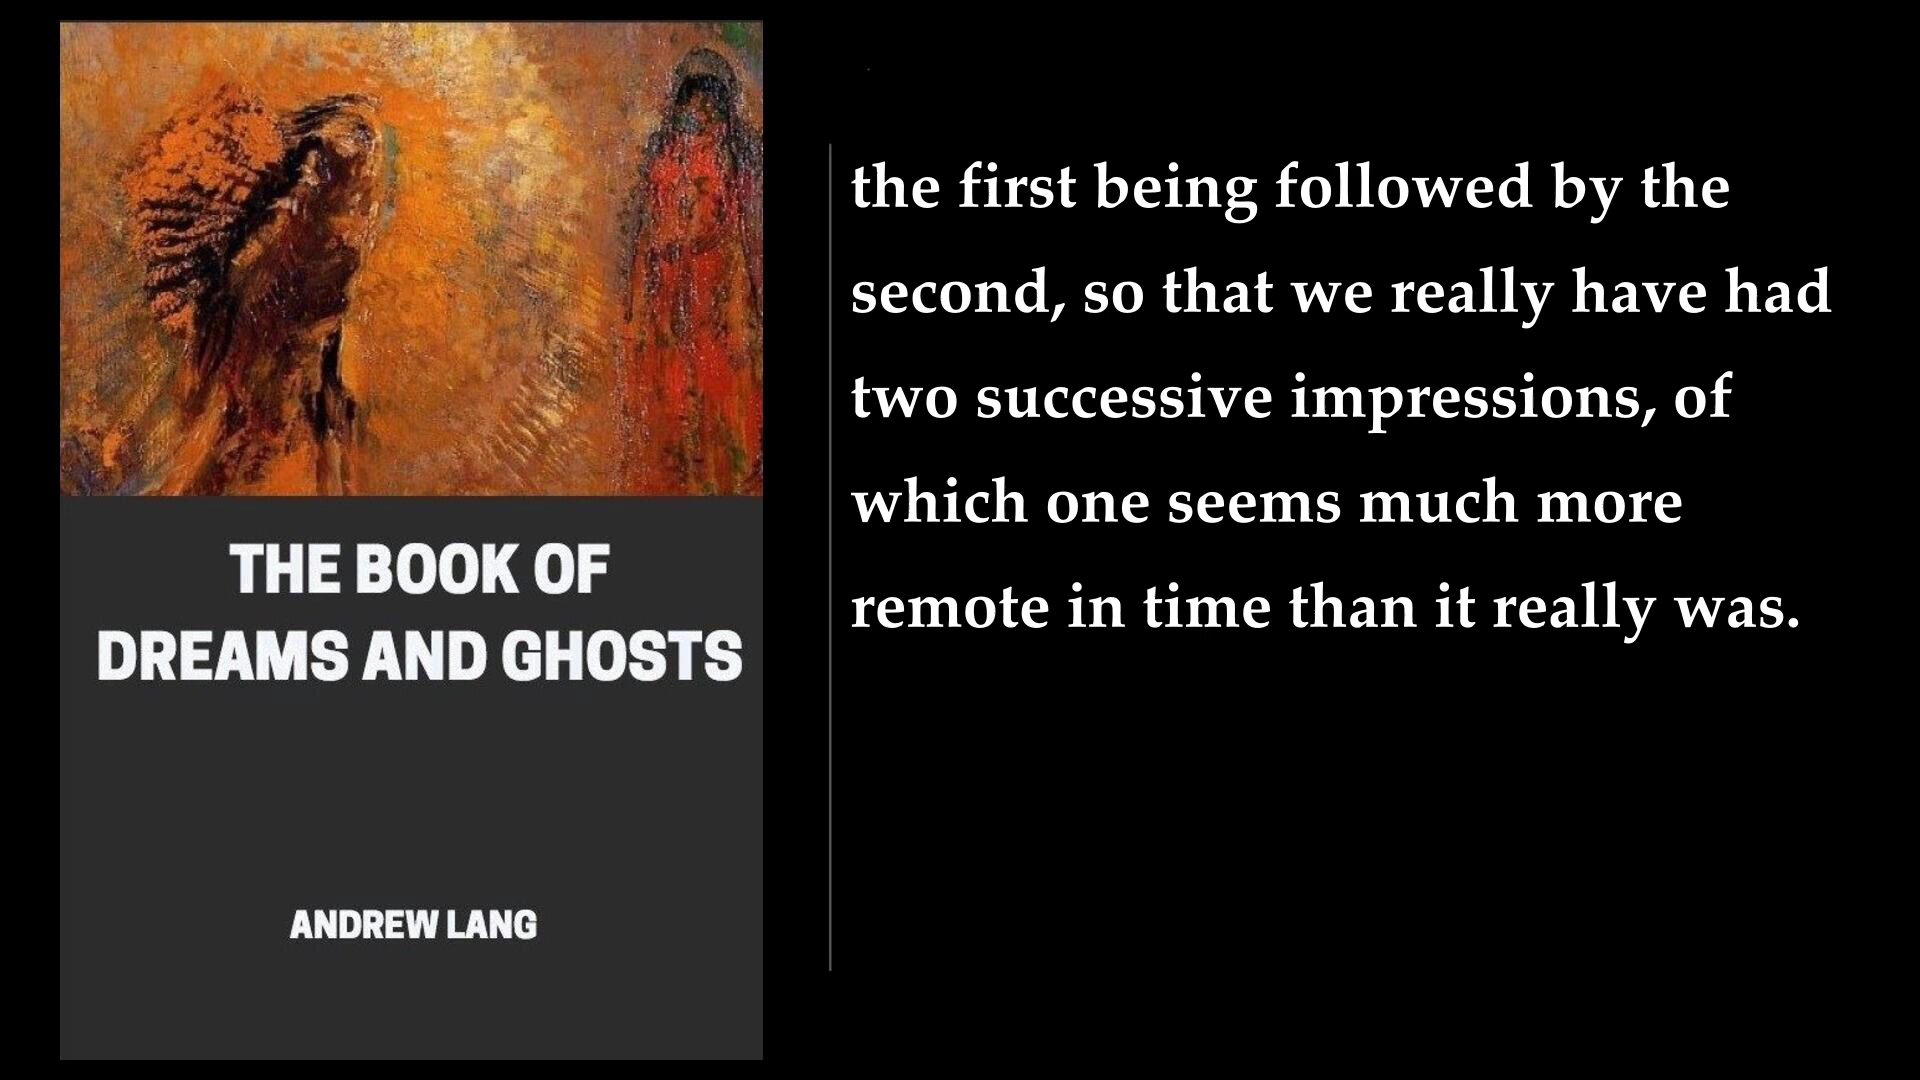 THE BOOK OF
DREAMS AND GHOSTS
ANDREW LANG
the first being followed by the
second, so that we really have had
two successive impressions, of
which one seems much more
remote in time than it really was.